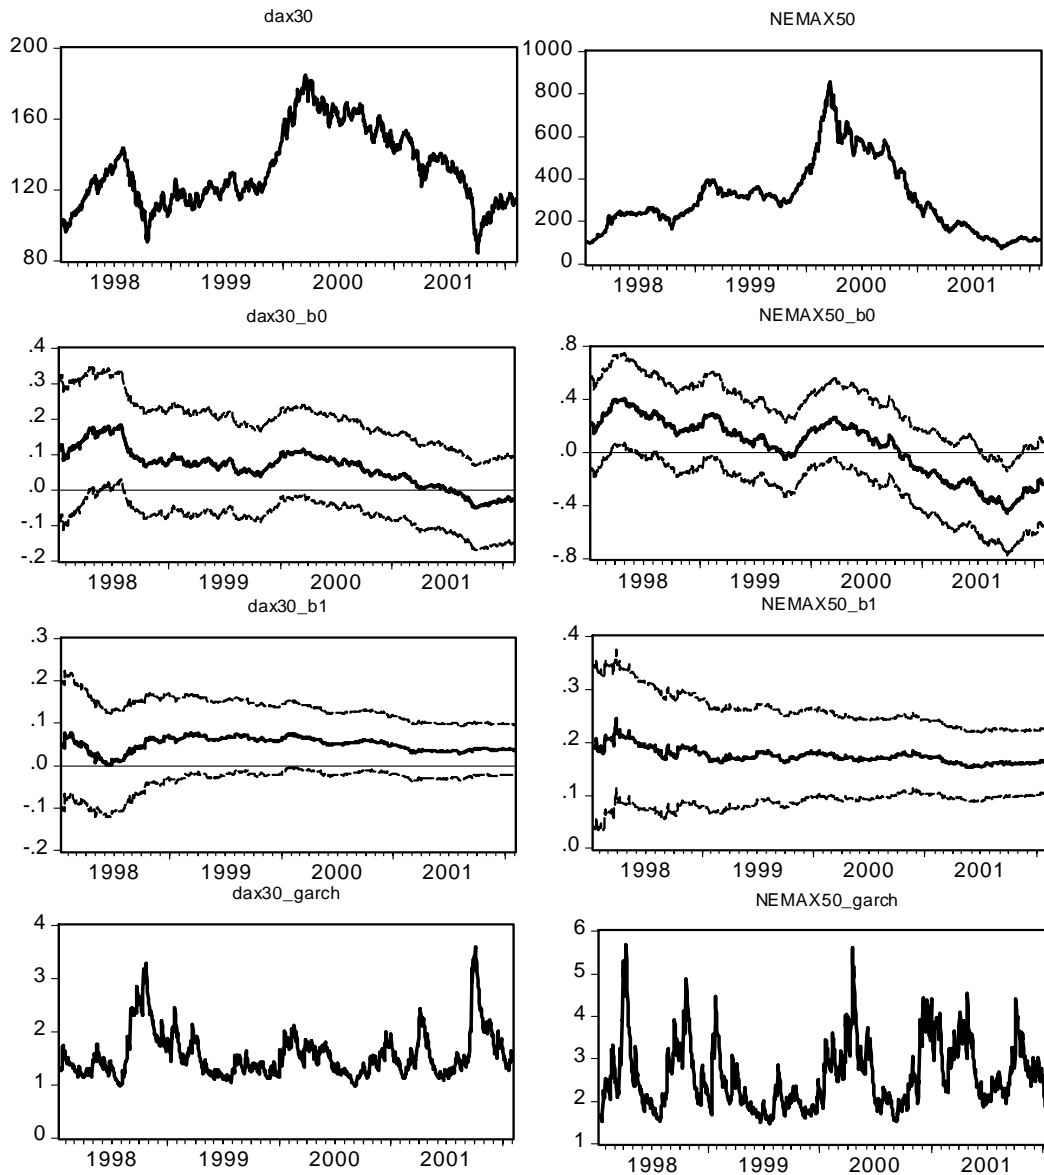 dax30
NEMAX50
200
160
120
80
1998 1999 2000 2001
1000
800
600
400
200
0
1998 1999 2000 2001
dax30_b0
NEMAX50_b0
.4
.3
.2
.1
.0
-.1
-.2
1998 1999 2000 2001
.8
.4
.0
-.4
-.8
1998 1999 2000 2001
dax30_b1
NEMAX50_b1
.3
.2
.1
.0
-.1
-.2
1998 1999 2000 2001
.4
.3
.2
.1
.0
1998 1999 2000 2001
dax30_garch
NEMAX50_garch
4
3
2
1
0
1998 1999 2000 2001
6
5
4
3
2
1
1998 1999 2000 2001